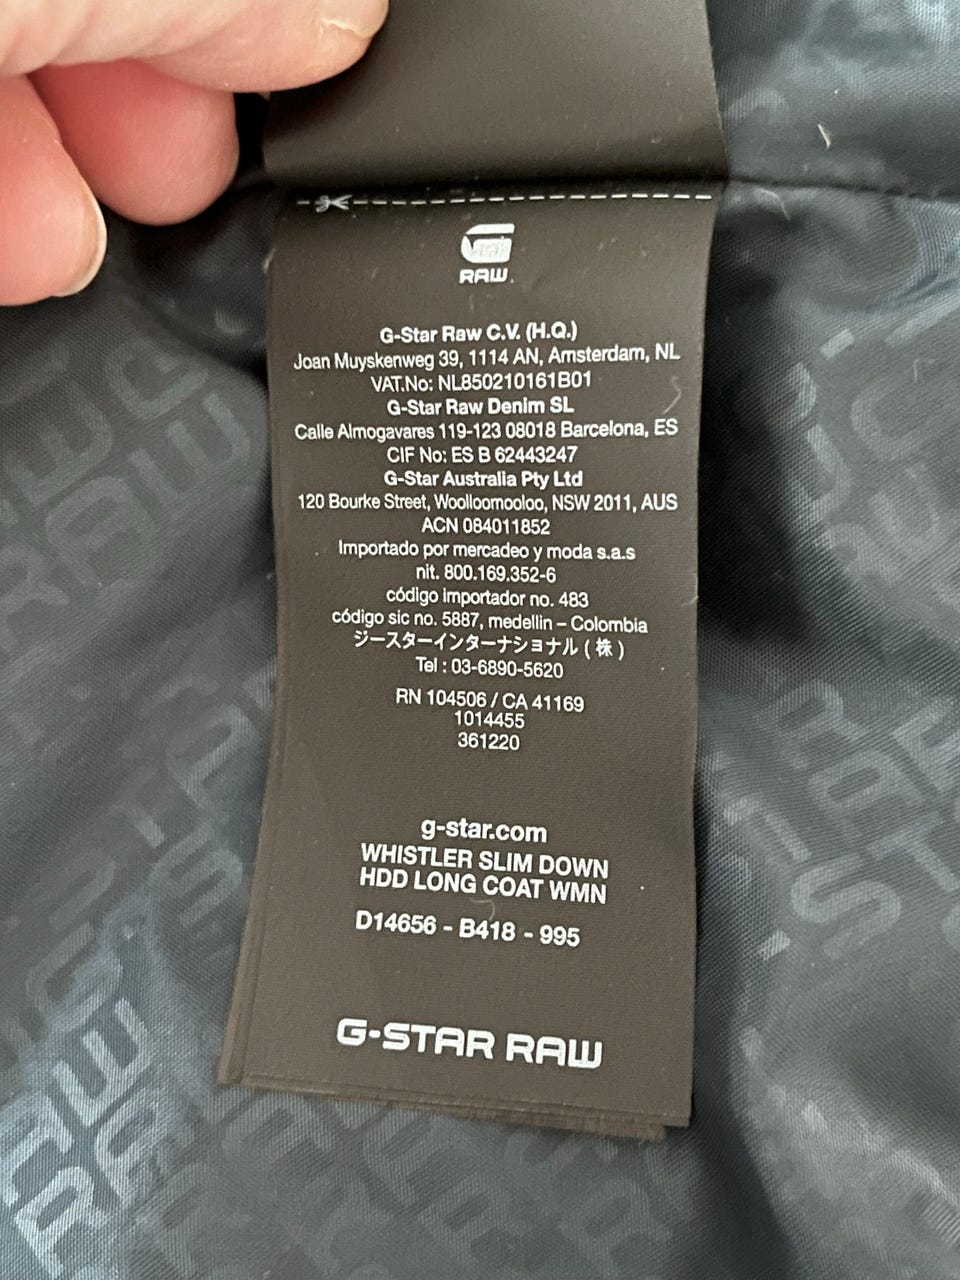 RAW.
G-Star Raw C.V. (H.Q.)
Joan Muyskenweg 39, 1114 AN, Amsterdam, NL
VAT.No: NL850210161B01
G-Star Raw Denim SL
Calle Almogavares 119-123 08018 Barcelona, ES
CIF No: ES B 62443247
G-Star Australia Pty Ltd
120 Bourke Street, Woolloomooloo, NSW 2011, AUS
ACN 084011852
Importado por mercadeo y moda s.a.s
nit. 800.169.352-6
código importador no. 483
código sic no. 5887, medellin – Colombia
ジースターインターナショナル ( 株 )
Tel : 03-6890-5620
RN 104506 / CA 41169
1014455
361220
g-star.com
WHISTLER SLIM DOWN
HDD LONG COAT WMN
D14656 - B418 - 995
G-STAR RAW